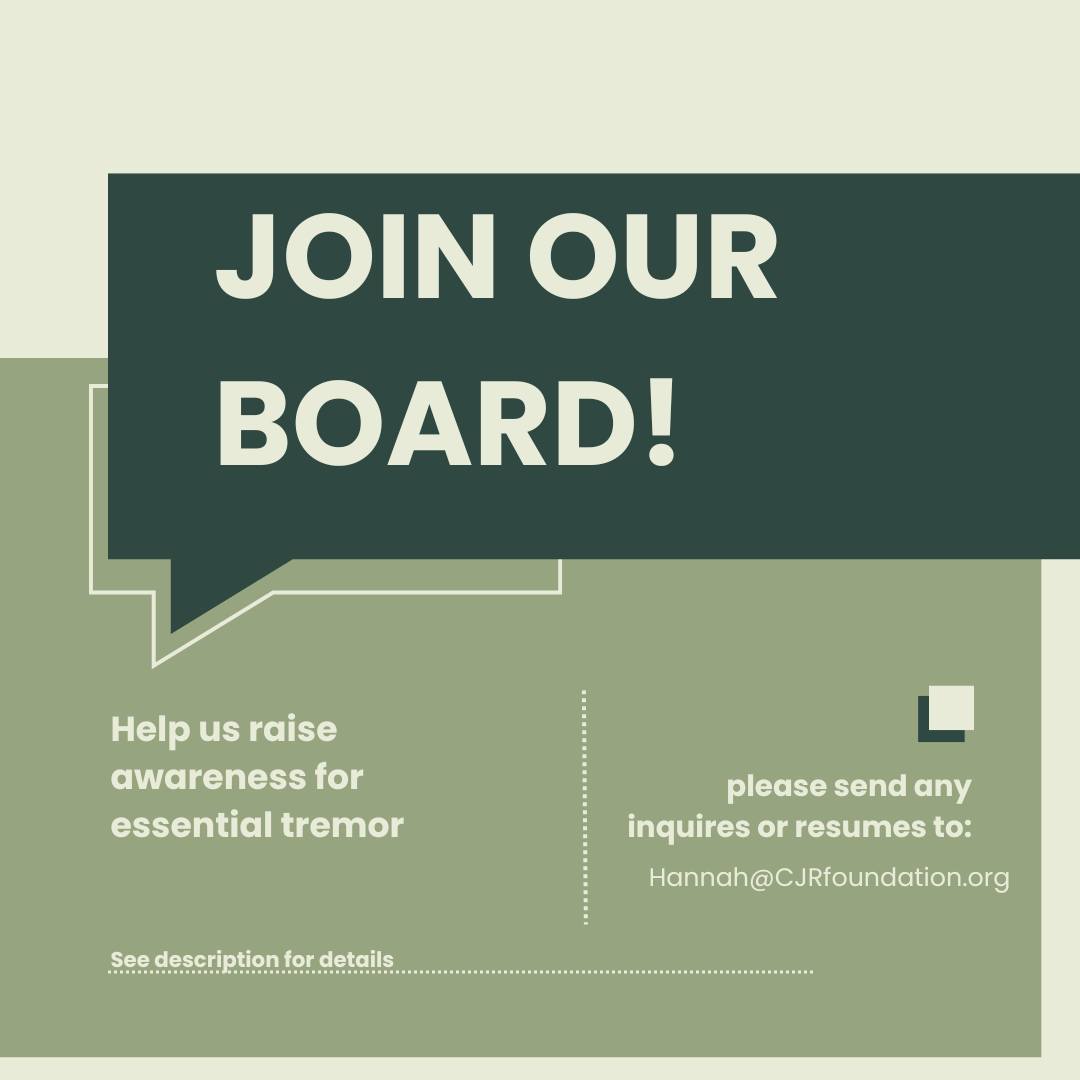 JOIN OUR
BOARD!
Help us raise
awareness for
essential tremor
please send any
inquires or resumes to:
Hannah@CJRfoundation.org
See description for details